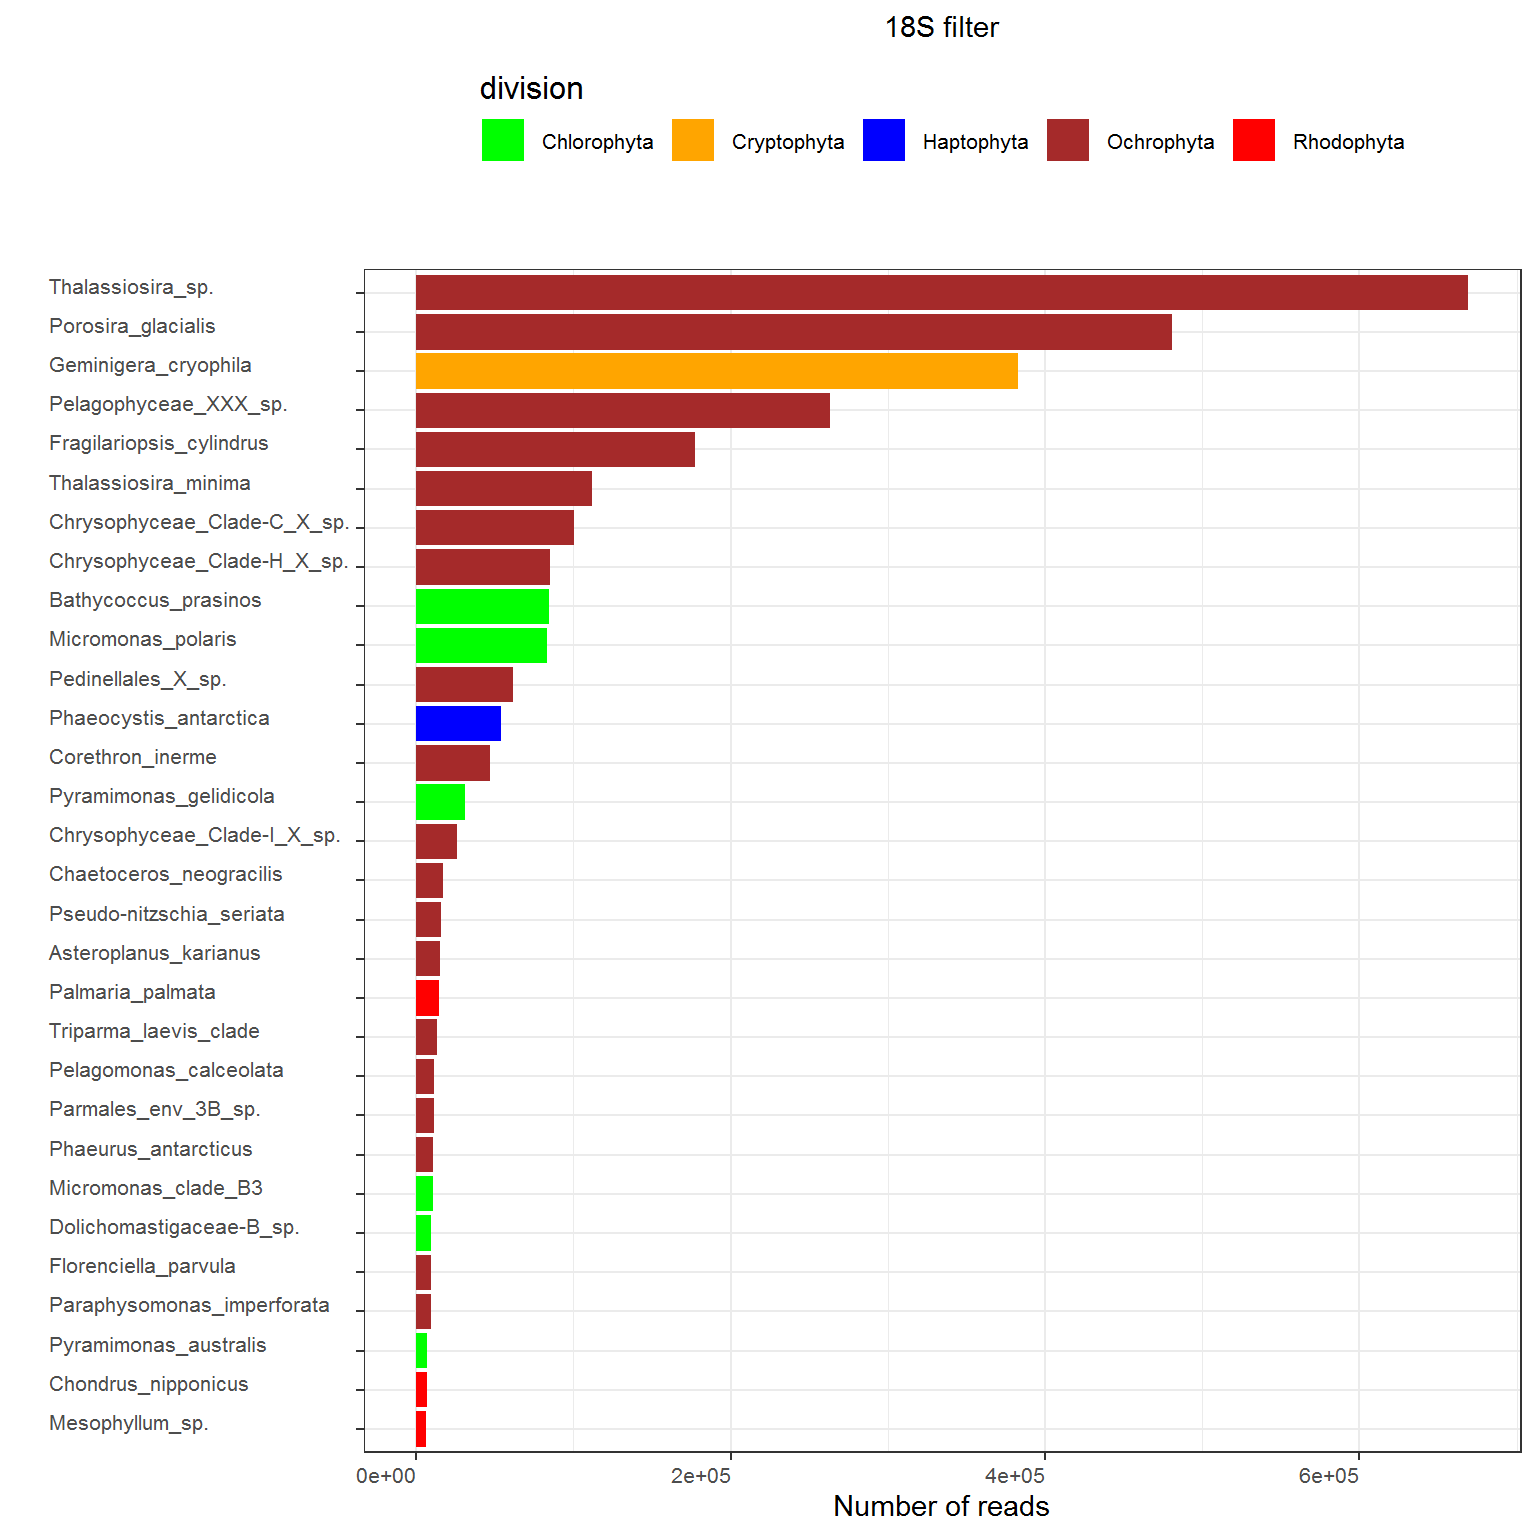 18S filter
division
Chlorophyta Cryptophyta Haptophyta Ochrophyta Rhodophyta
Thalassiosira_sp.
Porosira_glacialis
Geminigera_cryophila
Pelagophyceae_XXX_sp.
Fragilariopsis_cylindrus
Thalassiosira_minima
Chrysophyceae_Clade-C_X_sp.
Chrysophyceae_Clade-H_X_sp.
Bathycoccus_prasinos
Micromonas_polaris
Pedinellales_X_sp.
Phaeocystis_antarctica
Corethron_inerme
Pyramimonas_gelidicola
Chrysophyceae_Clade-I_X_sp.
Chaetoceros_neogracilis
Pseudo-nitzschia_seriata
Asteroplanus_karianus
Palmaria_palmata
Triparma_laevis_clade
Pelagomonas_calceolata
Parmales_env_3B_sp.
Phaeurus_antarcticus
Micromonas_clade_B3
Dolichomastigaceae-B_sp.
Florenciella_parvula
Paraphysomonas_imperforata
Pyramimonas_australis
Chondrus_nipponicus
Mesophyllum_sp.
0e+00 2e+05 4e+05 6e+05
Number of reads